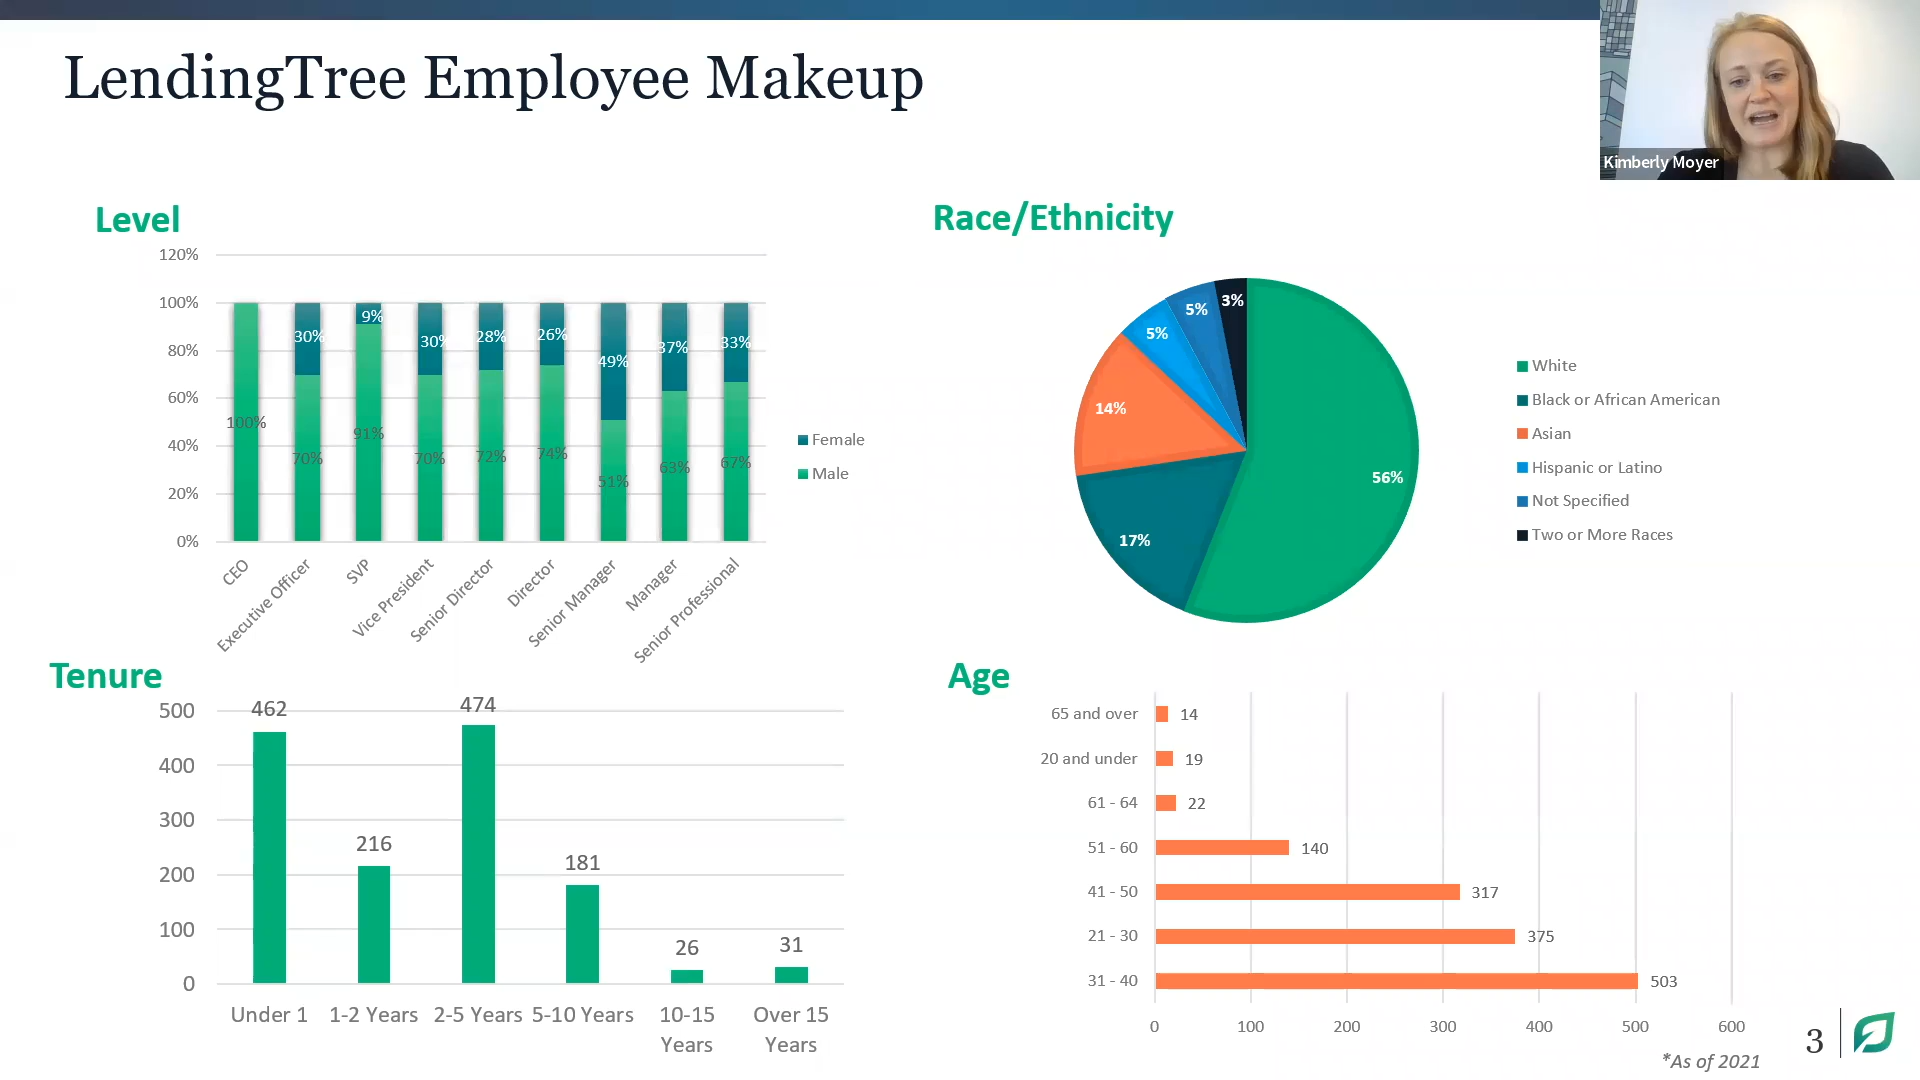 LendingTree Employee Makeup
Kimberly Moyer
Level
120%
100%
80%
60%
40%
20%
0%
100%
30%
70%
9%
91%
30%
70%
28%
72%
26%
74%
49%
51%
37%
63%
33%
67%
CEO
Executive Officer
SVP
Vice President
Senior Director
Director
Senior Manager
Manager
Senior Professional
Female
Male
Race/Ethnicity
3%
5%
5%
14%
17%
56%
White
Black or African American
Asian
Hispanic or Latino
Not Specified
Two or More Races
Tenure
500
400
300
200
100
0
462
216
474
181
26
31
Under 1
1-2 Years
2-5 Years
5-10 Years
10-15
Years
Over 15
Years
Age
65 and over 14
20 and under 19
61 - 64 22
51 - 60 140
41 - 50 317
21 - 30 375
31 - 40 503
0 100 200 300 400 500 600
*As of 2021
3